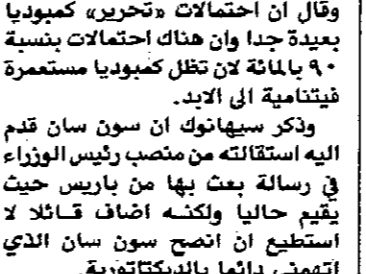 وقال ان احتمالات «تحرير» كمبوديا
بعيدة جدا وان هناك احتمالات بنسبة
٩٠ بالمائة لان تظل كمبوديا مستعمرة
فيتنامية الى الابد.
وذكر سيهانوك ان سون سان قدم
اليه استقالته من منصب رئيس الوزراء
في رسالة بعث بها من باريس حيث
يقيم حاليا ولكنه اضاف قائلا لا
استطيع ان انصح سون سان الذي
اتهمني دائما بالديكتاتورية.